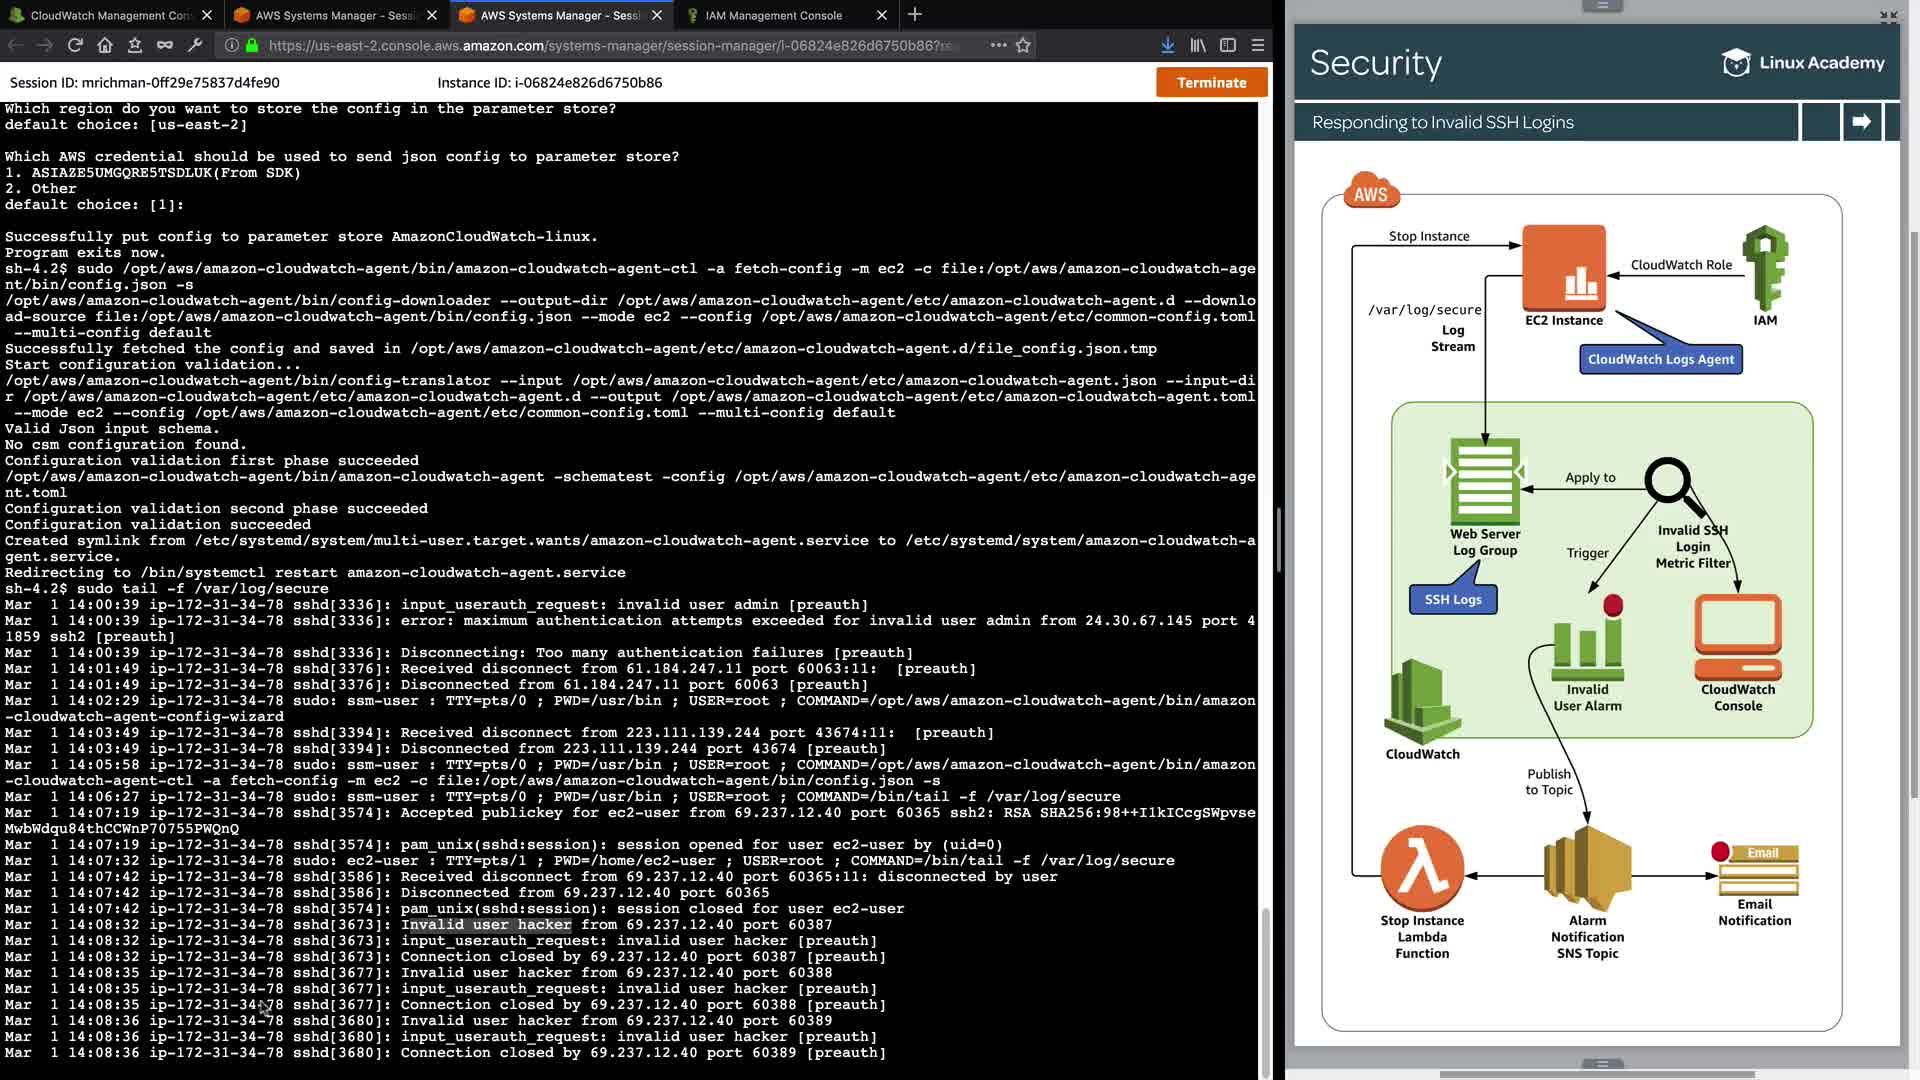 CloudWatch Management Con
AWS Systems Manager - Sessi
AWS Systems Manager - Sessi
IAM Management Console
https://us-east-2.console.aws.amazon.com/systems-manager/session-manager/i-06824e826d6750b86?re
Session ID: mrichman-0ff29e75837d4fe90
Instance ID: i-06824e826d6750b86
Terminate
Which region do you want to store the config in the parameter store?
default choice: [us-east-2]
Which AWS credential should be used to send json config to parameter store?
1. ASIAZE5UMGQRE5TSDLUK(From SDK)
2. Other
default choice: [1]:
Successfully put config to parameter store AmazonCloudWatch-linux.
Program exits now.
sh-4.2$ sudo /opt/aws/amazon-cloudwatch-agent/bin/amazon-cloudwatch-agent-ctl -a fetch-config -m ec2 -c file:/opt/aws/amazon-cloudwatch-age
nt/bin/config.json -s
/opt/aws/amazon-cloudwatch-agent/bin/config-downloader --output-dir /opt/aws/amazon-cloudwatch-agent/etc/amazon-cloudwatch-agent.d --downlo
ad-source file:/opt/aws/amazon-cloudwatch-agent/bin/config.json --mode ec2 --config /opt/aws/amazon-cloudwatch-agent/etc/common-config.toml
--multi-config default
Successfully fetched the config and saved in /opt/aws/amazon-cloudwatch-agent/etc/amazon-cloudwatch-agent.d/file_config.json.tmp
Start configuration validation...
/opt/aws/amazon-cloudwatch-agent/bin/config-translator --input /opt/aws/amazon-cloudwatch-agent/etc/amazon-cloudwatch-agent.json --input-di
r /opt/aws/amazon-cloudwatch-agent/etc/amazon-cloudwatch-agent.d --output /opt/aws/amazon-cloudwatch-agent/etc/amazon-cloudwatch-agent.toml
--mode ec2 --config /opt/aws/amazon-cloudwatch-agent/etc/common-config.toml --multi-config default
Valid Json input schema.
No csm configuration found.
Configuration validation first phase succeeded
/opt/aws/amazon-cloudwatch-agent/bin/amazon-cloudwatch-agent -schematest -config /opt/aws/amazon-cloudwatch-agent/etc/amazon-cloudwatch-age
nt.toml
Configuration validation second phase succeeded
Configuration validation succeeded
Created symlink from /etc/systemd/system/multi-user.target.wants/amazon-cloudwatch-agent.service to /etc/systemd/system/amazon-cloudwatch-a
gent.service.
Redirecting to /bin/systemctl restart amazon-cloudwatch-agent.service
sh-4.2$ sudo tail -f /var/log/secure
Mar  1 14:00:39 ip-172-31-34-78 sshd[3336]: input_userauth_request: invalid user admin [preauth]
Mar  1 14:00:39 ip-172-31-34-78 sshd[3336]: error: maximum authentication attempts exceeded for invalid user admin from 24.30.67.145 port 4
1859 ssh2 [preauth]
Mar  1 14:00:39 ip-172-31-34-78 sshd[3336]: Disconnecting: Too many authentication failures [preauth]
Mar  1 14:01:49 ip-172-31-34-78 sshd[3376]: Received disconnect from 61.184.247.11 port 60063:11:  [preauth]
Mar  1 14:01:49 ip-172-31-34-78 sshd[3376]: Disconnected from 61.184.247.11 port 60063 [preauth]
Mar  1 14:02:29 ip-172-31-34-78 sudo: ssm-user : TTY=pts/0 ; PWD=/usr/bin ; USER=root ; COMMAND=/opt/aws/amazon-cloudwatch-agent/bin/amazon
-cloudwatch-agent-config-wizard
Mar  1 14:03:49 ip-172-31-34-78 sshd[3394]: Received disconnect from 223.111.139.244 port 43674:11:  [preauth]
Mar  1 14:03:49 ip-172-31-34-78 sshd[3394]: Disconnected from 223.111.139.244 port 43674 [preauth]
Mar  1 14:05:58 ip-172-31-34-78 sudo: ssm-user : TTY=pts/0 ; PWD=/usr/bin ; USER=root ; COMMAND=/opt/aws/amazon-cloudwatch-agent/bin/amazon
-cloudwatch-agent-ctl -a fetch-config -m ec2 -c file:/opt/aws/amazon-cloudwatch-agent/bin/config.json -s
Mar  1 14:06:27 ip-172-31-34-78 sudo: ssm-user : TTY=pts/0 ; PWD=/usr/bin ; USER=root ; COMMAND=/bin/tail -f /var/log/secure
Mar  1 14:07:19 ip-172-31-34-78 sshd[3574]: Accepted publickey for ec2-user from 69.237.12.40 port 60365 ssh2: RSA SHA256:98++I1kICcgSWpvse
MwbWdqu84thCCWnP70755PWQnQ
Mar  1 14:07:19 ip-172-31-34-78 sshd[3574]: pam_unix(sshd:session): session opened for user ec2-user by (uid=0)
Mar  1 14:07:32 ip-172-31-34-78 sudo: ec2-user : TTY=pts/1 ; PWD=/home/ec2-user ; USER=root ; COMMAND=/bin/tail -f /var/log/secure
Mar  1 14:07:42 ip-172-31-34-78 sshd[3586]: Received disconnect from 69.237.12.40 port 60365:11: disconnected by user
Mar  1 14:07:42 ip-172-31-34-78 sshd[3586]: Disconnected from 69.237.12.40 port 60365
Mar  1 14:07:42 ip-172-31-34-78 sshd[3574]: pam_unix(sshd:session): session closed for user ec2-user
Mar  1 14:08:32 ip-172-31-34-78 sshd[3673]: Invalid user hacker from 69.237.12.40 port 60387
Mar  1 14:08:32 ip-172-31-34-78 sshd[3673]: input_userauth_request: invalid user hacker [preauth]
Mar  1 14:08:32 ip-172-31-34-78 sshd[3673]: Connection closed by 69.237.12.40 port 60387 [preauth]
Mar  1 14:08:35 ip-172-31-34-78 sshd[3677]: Invalid user hacker from 69.237.12.40 port 60388
Mar  1 14:08:35 ip-172-31-34-78 sshd[3677]: input_userauth_request: invalid user hacker [preauth]
Mar  1 14:08:35 ip-172-31-34-78 sshd[3677]: Connection closed by 69.237.12.40 port 60388 [preauth]
Mar  1 14:08:36 ip-172-31-34-78 sshd[3680]: Invalid user hacker from 69.237.12.40 port 60389
Mar  1 14:08:36 ip-172-31-34-78 sshd[3680]: input_userauth_request: invalid user hacker [preauth]
Mar  1 14:08:36 ip-172-31-34-78 sshd[3680]: Connection closed by 69.237.12.40 port 60389 [preauth]
Security
Linux Academy
Responding to Invalid SSH Logins
AWS
Stop Instance
CloudWatch Role
/var/log/secure
Log
Stream
EC2 Instance
IAM
CloudWatch Logs Agent
Apply to
Web Server
Log Group
Invalid SSH
Login
Metric Filter
Trigger
SSH Logs
Invalid
User Alarm
CloudWatch
Console
CloudWatch
Publish
to Topic
Email
Stop Instance
Lambda
Function
Alarm
Notification
SNS Topic
Email
Notification